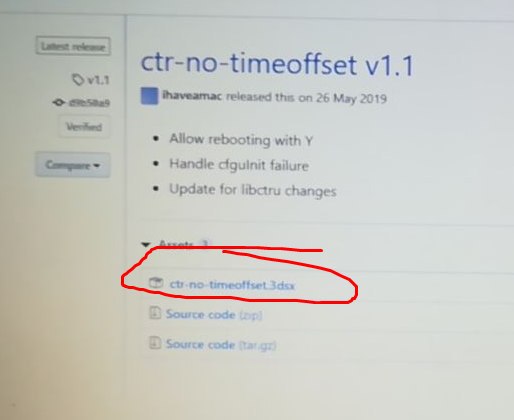 Latest release
v1.1
d9b58a9
Verified
Compare
ctr-no-timeoffset v1.1
ihaveamac released this on 26 May 2019
Allow rebooting with Y
Handle cfguInit failure
Update for libctru changes
Assets 3
ctr-no-timeoffset.3dsx
Source code (zip)
Source code (tar.gz)